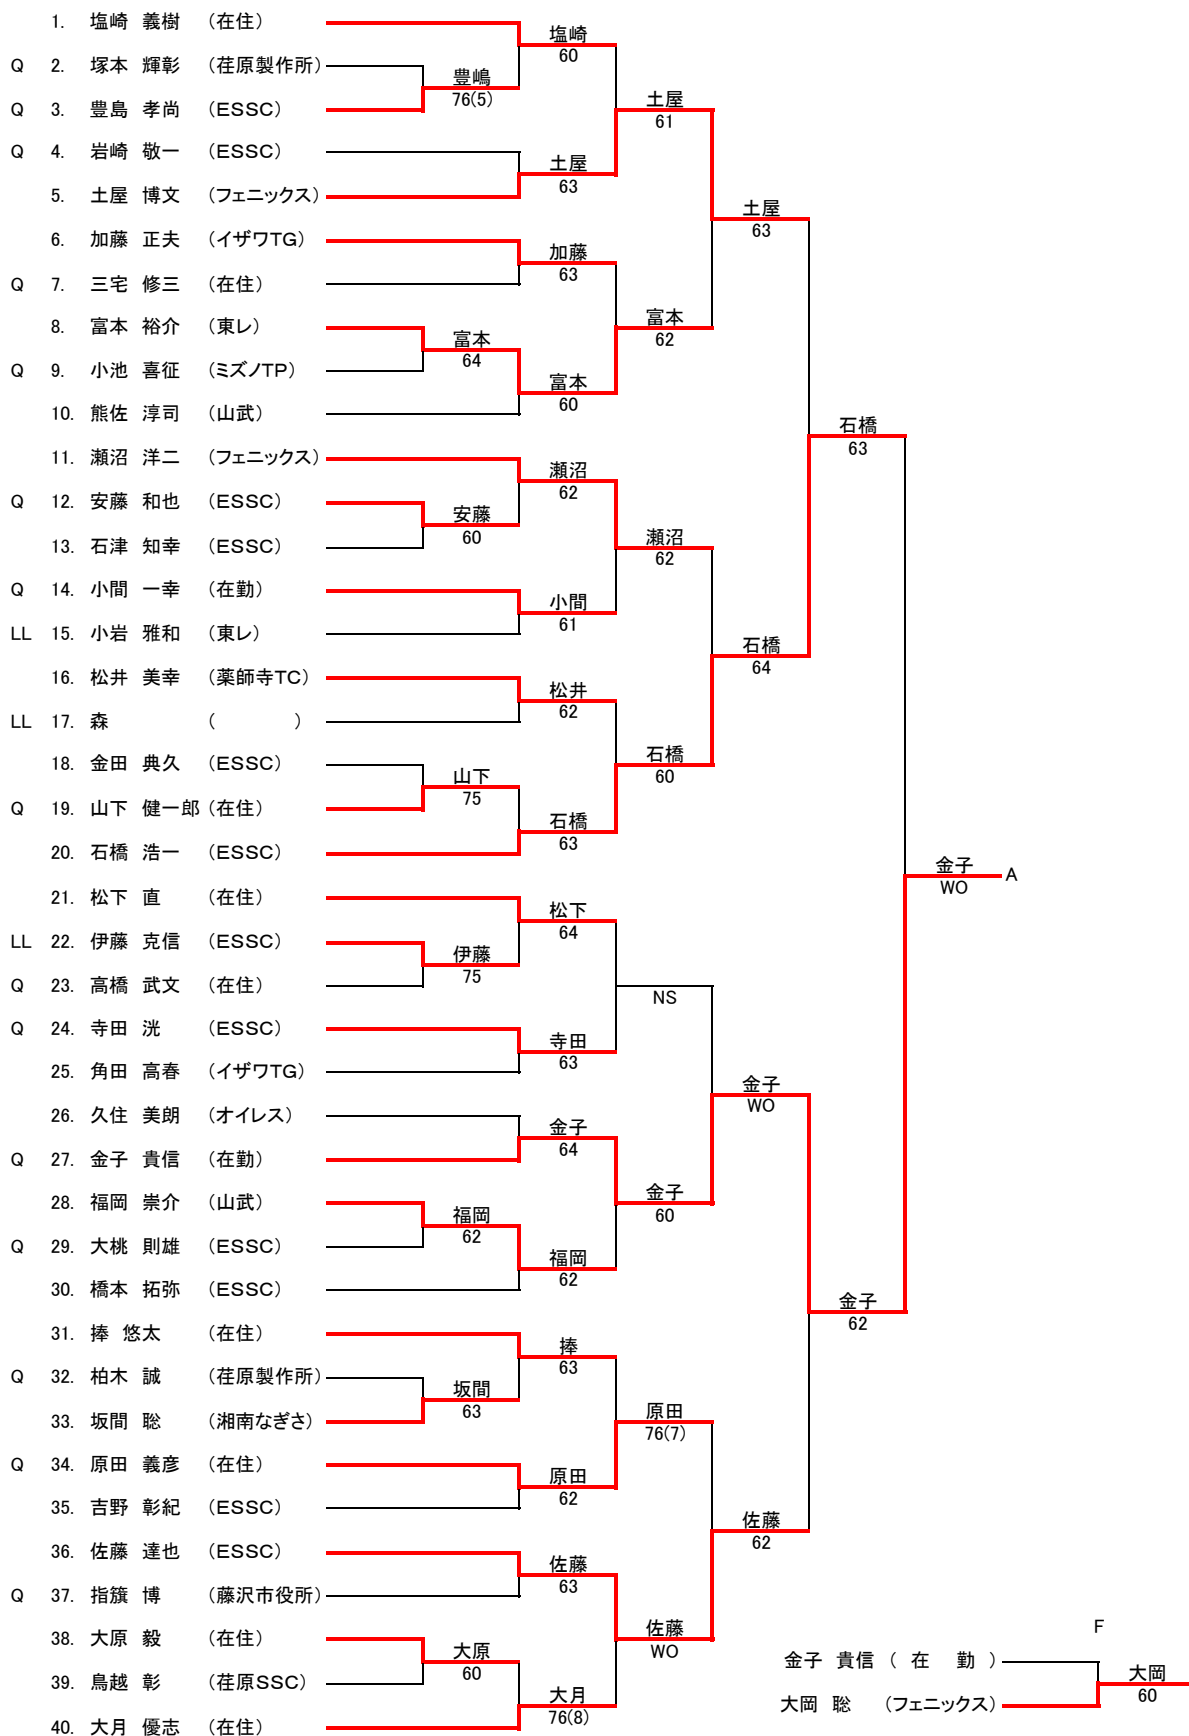 1. 塩崎 義樹 (在住)
塩崎
60
Q 2. 塚本 輝彰 (荏原製作所)
豊嶋
76(5)
Q 3. 豊島 孝尚 (ESSC)
土屋
61
Q 4. 岩崎 敬一 (ESSC)
土屋
63
5. 土屋 博文 (フェニックス)
土屋
63
6. 加藤 正夫 (イザワTG)
加藤
63
Q 7. 三宅 修三 (在住)
8. 富本 裕介 (東レ)
富本
62
富本
64
Q 9. 小池 喜征 (ミズノTP)
富本
60
10. 熊佐 淳司 (山武)
石橋
63
11. 瀬沼 洋二 (フェニックス)
瀬沼
62
Q 12. 安藤 和也 (ESSC)
安藤
60
13. 石津 知幸 (ESSC)
瀬沼
62
Q 14. 小間 一幸 (在勤)
小間
61
LL 15. 小岩 雅和 (東レ)
石橋
64
16. 松井 美幸 (薬師寺TC)
松井
62
LL 17. 森 ( )
石橋
60
18. 金田 典久 (ESSC)
山下
75
Q 19. 山下 健一郎 (在住)
石橋
63
20. 石橋 浩一 (ESSC)
金子 A
WO
21. 松下 直 (在住)
松下
64
LL 22. 伊藤 克信 (ESSC)
伊藤
75
Q 23. 高橋 武文 (在住)
NS
Q 24. 寺田 洸 (ESSC)
寺田
63
25. 角田 高春 (イザワTG)
金子
WO
26. 久住 美朗 (オイレス)
金子
64
Q 27. 金子 貴信 (在勤)
金子
60
28. 福岡 崇介 (山武)
福岡
62
Q 29. 大桃 則雄 (ESSC)
福岡
62
30. 橋本 拓弥 (ESSC)
金子
62
31. 捧 悠太 (在住)
捧
63
Q 32. 柏木 誠 (荏原製作所)
坂間
63
33. 坂間 聡 (湘南なぎさ)
原田
76(7)
Q 34. 原田 義彦 (在住)
原田
62
35. 吉野 彰紀 (ESSC)
佐藤
62
36. 佐藤 達也 (ESSC)
佐藤
63
Q 37. 指籏 博 (藤沢市役所)
佐藤
WO
38. 大原 毅 (在住)
大原
60
39. 鳥越 彰 (荏原SSC)
大月
76(8)
40. 大月 優志 (在住)
F
金子 貴信 ( 在 勤 )
大岡
60
大岡 聡 (フェニックス)